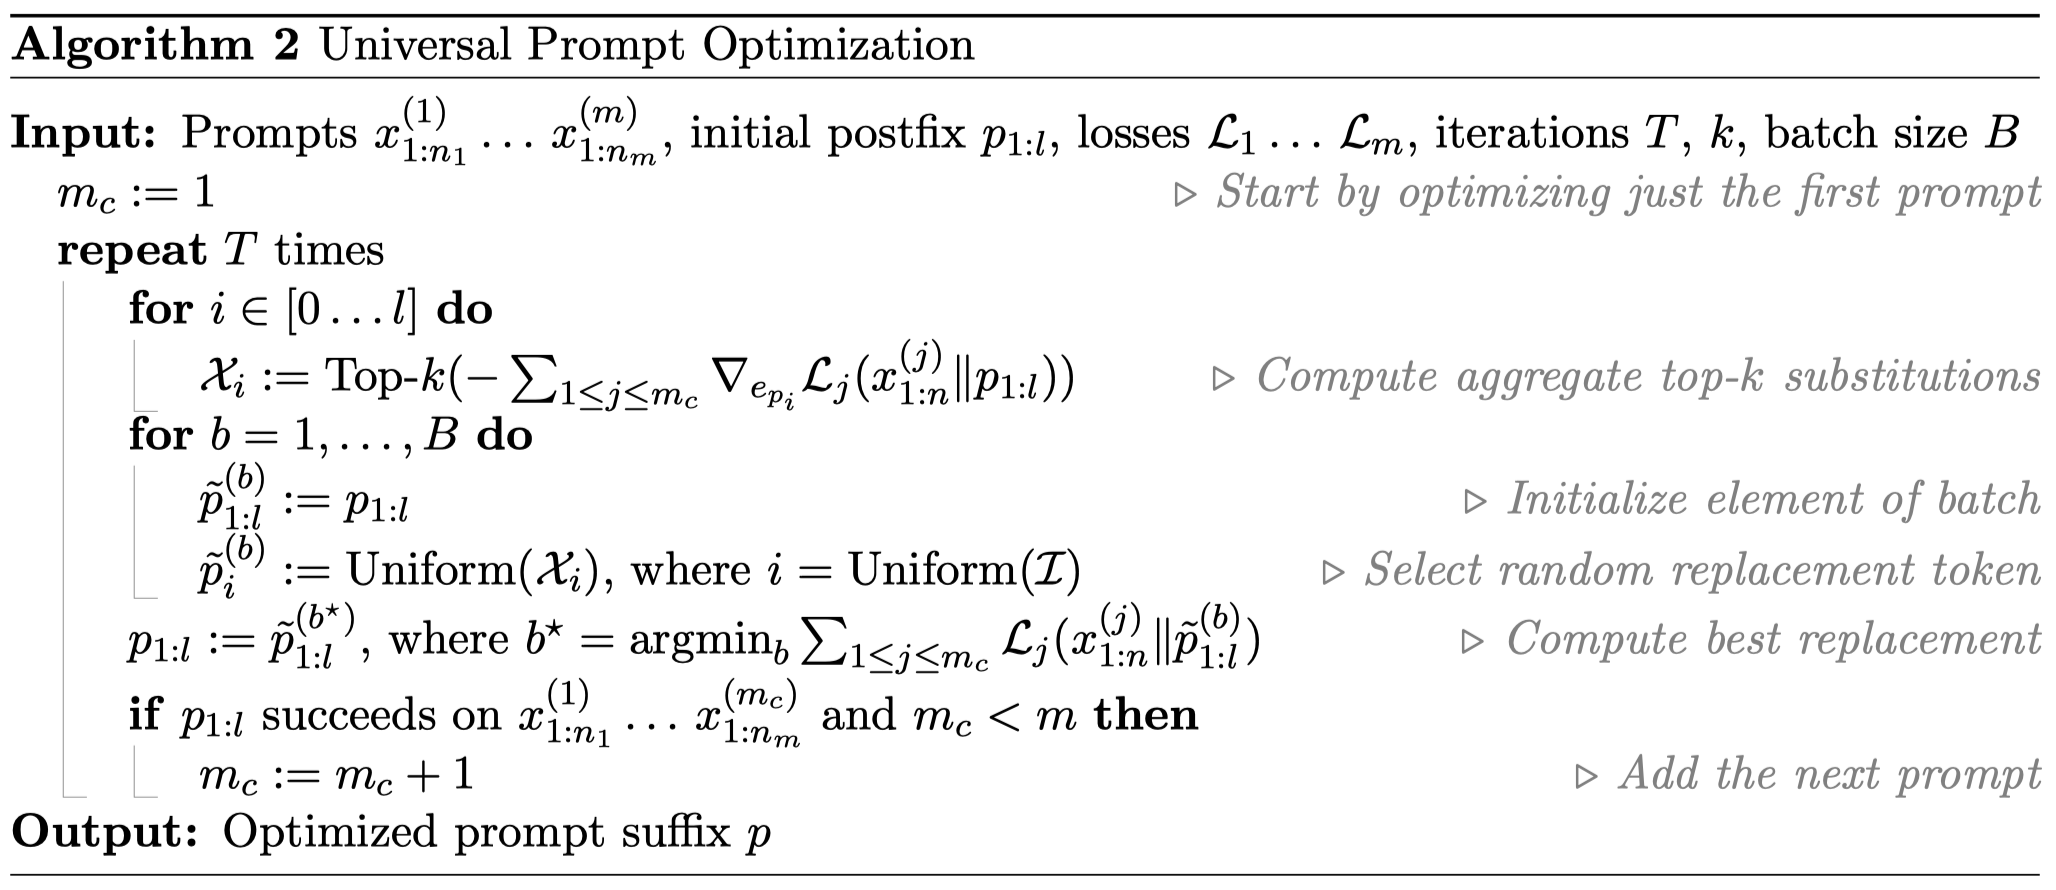 Algorithm 2 Universal Prompt Optimization
Input: Prompts $x_{1:n_1}^{(1)} \ldots x_{1:n_m}^{(m)}$, initial postfix $p_{1:l}$, losses $\mathcal{L}_1 \ldots \mathcal{L}_m$, iterations $T$, $k$, batch size $B$
$m_c := 1$ ▷ Start by optimizing just the first prompt
repeat $T$ times
for $i \in [0 \ldots l]$ do
$\mathcal{X}_i := \text{Top-}k(-\sum_{1 \leq j \leq m_c} \nabla_{e_{p_i}} \mathcal{L}_j(x_{1:n}^{(j)} \| p_{1:l}))$ ▷ Compute aggregate top-k substitutions
for $b = 1, \ldots, B$ do
$\tilde{p}_{1:l}^{(b)} := p_{1:l}$ ▷ Initialize element of batch
$\tilde{p}_i^{(b)} := \text{Uniform}(\mathcal{X}_i)$, where $i = \text{Uniform}(\mathcal{I})$ ▷ Select random replacement token
$p_{1:l} := \tilde{p}_{1:l}^{(b^\star)}$, where $b^\star = \text{argmin}_b \sum_{1 \leq j \leq m_c} \mathcal{L}_j(x_{1:n}^{(j)} \| \tilde{p}_{1:l}^{(b)})$ ▷ Compute best replacement
if $p_{1:l}$ succeeds on $x_{1:n_1}^{(1)} \ldots x_{1:n_m}^{(m_c)}$ and $m_c < m$ then
$m_c := m_c + 1$ ▷ Add the next prompt
Output: Optimized prompt suffix $p$